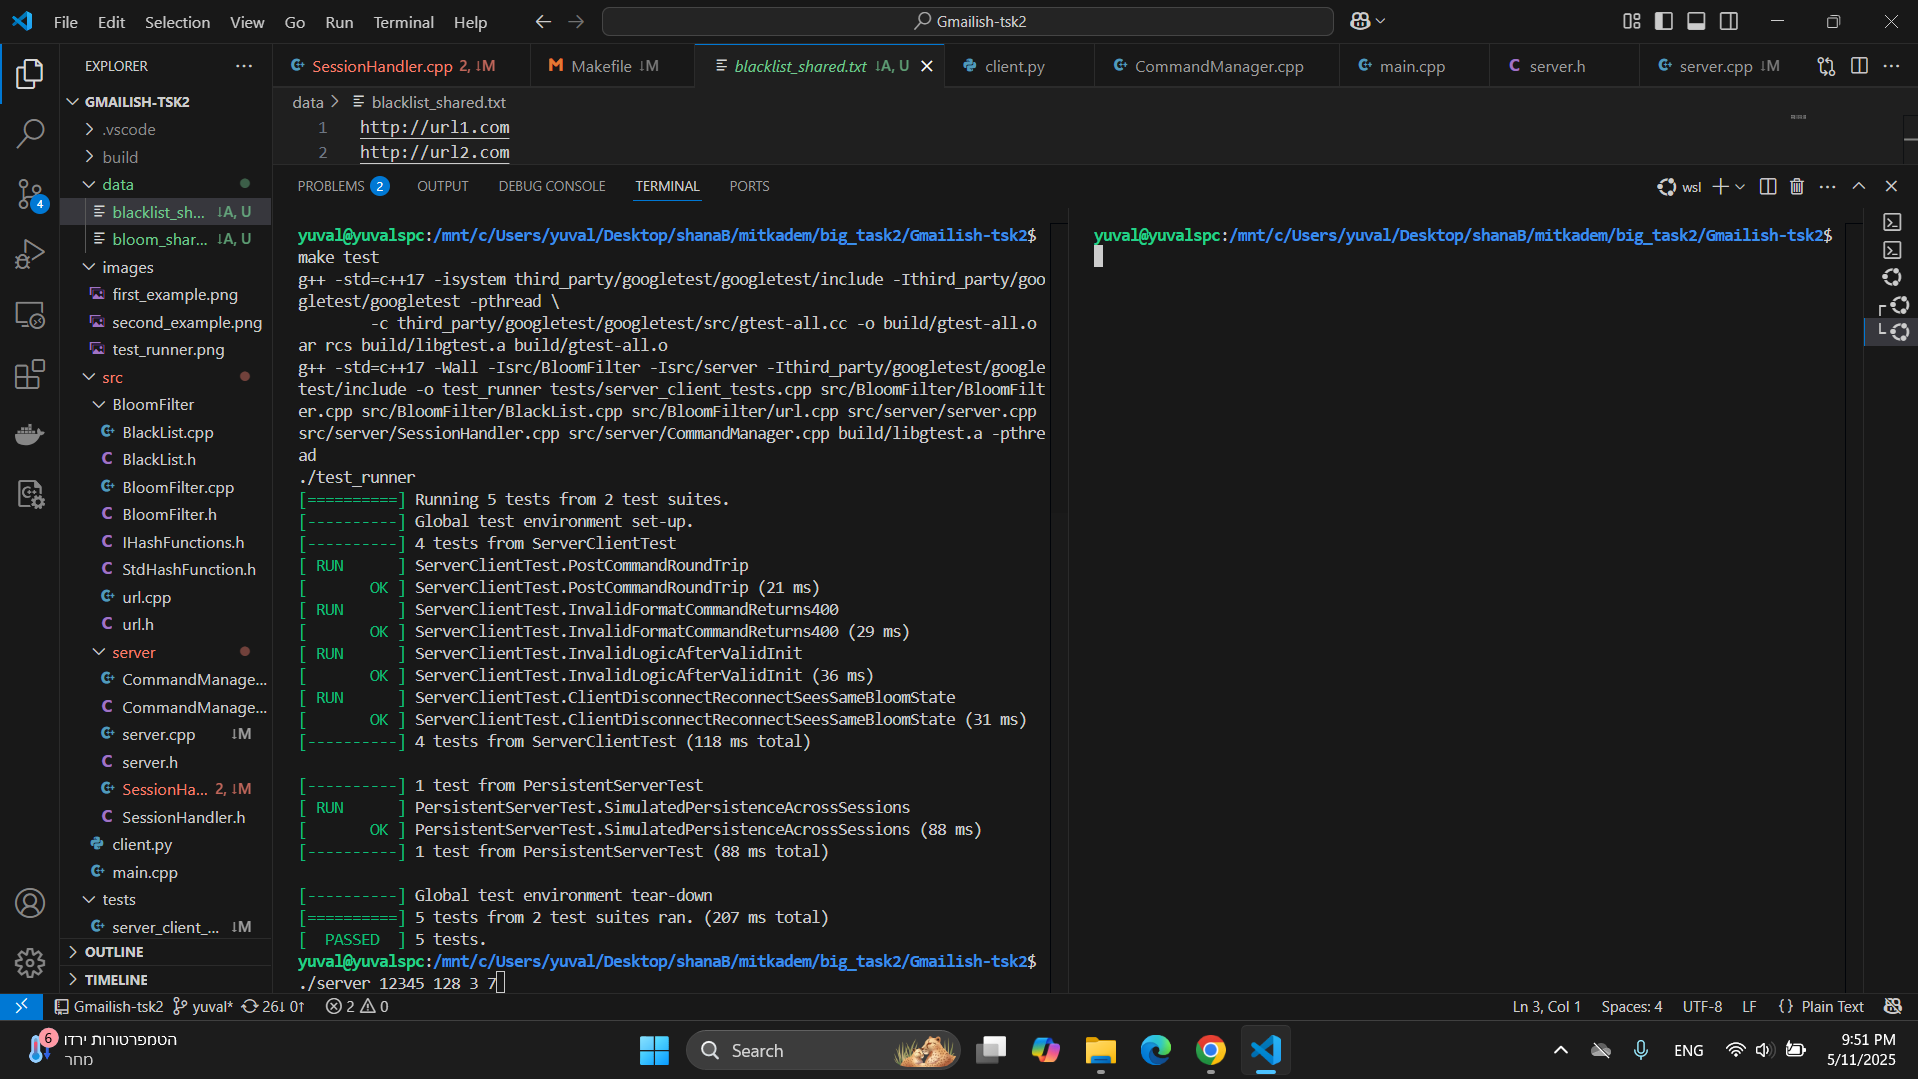 File Edit Selection View Go Run Terminal Help
Gmailish-tsk2
EXPLORER
GMAILISH-TSK2
.vscode
build
data
blacklist_sh... ↓A, U
bloom_shar... ↓A, U
images
first_example.png
second_example.png
test_runner.png
src
BloomFilter
BlackList.cpp
BlackList.h
BloomFilter.cpp
BloomFilter.h
IHashFunctions.h
StdHashFunction.h
url.cpp
url.h
server
CommandManage...
CommandManage...
server.cpp ↓M
server.h
SessionHa... 2, ↓M
SessionHandler.h
client.py
main.cpp
tests
server_client_... ↓M
OUTLINE
TIMELINE
SessionHandler.cpp 2, ↓M
Makefile ↓M
blacklist_shared.txt ↓A, U
client.py
CommandManager.cpp
main.cpp
server.h
server.cpp ↓M
data > blacklist_shared.txt
1 http://url1.com
2 http://url2.com
PROBLEMS 2 OUTPUT DEBUG CONSOLE TERMINAL PORTS
wsl
yuval@yuvalspc:/mnt/c/Users/yuval/Desktop/shanaB/mitkadem/big_task2/Gmailish-tsk2$
make test
g++ -std=c++17 -isystem third_party/googletest/googletest/include -Ithird_party/goo
gletest/googletest -pthread \
-c third_party/googletest/googletest/src/gtest-all.cc -o build/gtest-all.o
ar rcs build/libgtest.a build/gtest-all.o
g++ -std=c++17 -Wall -Isrc/BloomFilter -Isrc/server -Ithird_party/googletest/google
test/include -o test_runner tests/server_client_tests.cpp src/BloomFilter/BloomFilt
er.cpp src/BloomFilter/BlackList.cpp src/BloomFilter/url.cpp src/server/server.cpp
src/server/SessionHandler.cpp src/server/CommandManager.cpp build/libgtest.a -pthre
ad
./test_runner
[==========] Running 5 tests from 2 test suites.
[----------] Global test environment set-up.
[----------] 4 tests from ServerClientTest
[ RUN      ] ServerClientTest.PostCommandRoundTrip
[       OK ] ServerClientTest.PostCommandRoundTrip (21 ms)
[ RUN      ] ServerClientTest.InvalidFormatCommandReturns400
[       OK ] ServerClientTest.InvalidFormatCommandReturns400 (29 ms)
[ RUN      ] ServerClientTest.InvalidLogicAfterValidInit
[       OK ] ServerClientTest.InvalidLogicAfterValidInit (36 ms)
[ RUN      ] ServerClientTest.ClientDisconnectReconnectSeesSameBloomState
[       OK ] ServerClientTest.ClientDisconnectReconnectSeesSameBloomState (31 ms)
[----------] 4 tests from ServerClientTest (118 ms total)
[----------] 1 test from PersistentServerTest
[ RUN      ] PersistentServerTest.SimulatedPersistenceAcrossSessions
[       OK ] PersistentServerTest.SimulatedPersistenceAcrossSessions (88 ms)
[----------] 1 test from PersistentServerTest (88 ms total)
[----------] Global test environment tear-down
[==========] 5 tests from 2 test suites ran. (207 ms total)
[  PASSED  ] 5 tests.
yuval@yuvalspc:/mnt/c/Users/yuval/Desktop/shanaB/mitkadem/big_task2/Gmailish-tsk2$
./server 12345 128 3 7
yuval@yuvalspc:/mnt/c/Users/yuval/Desktop/shanaB/mitkadem/big_task2/Gmailish-tsk2$
4
Gmailish-tsk2 yuval* 26↓ 0↑ 2 0
Ln 3, Col 1 Spaces: 4 UTF-8 LF {} Plain Text
6
הטמפרטורות ירדו
מחר
Search
ENG
9:51 PM
5/11/2025